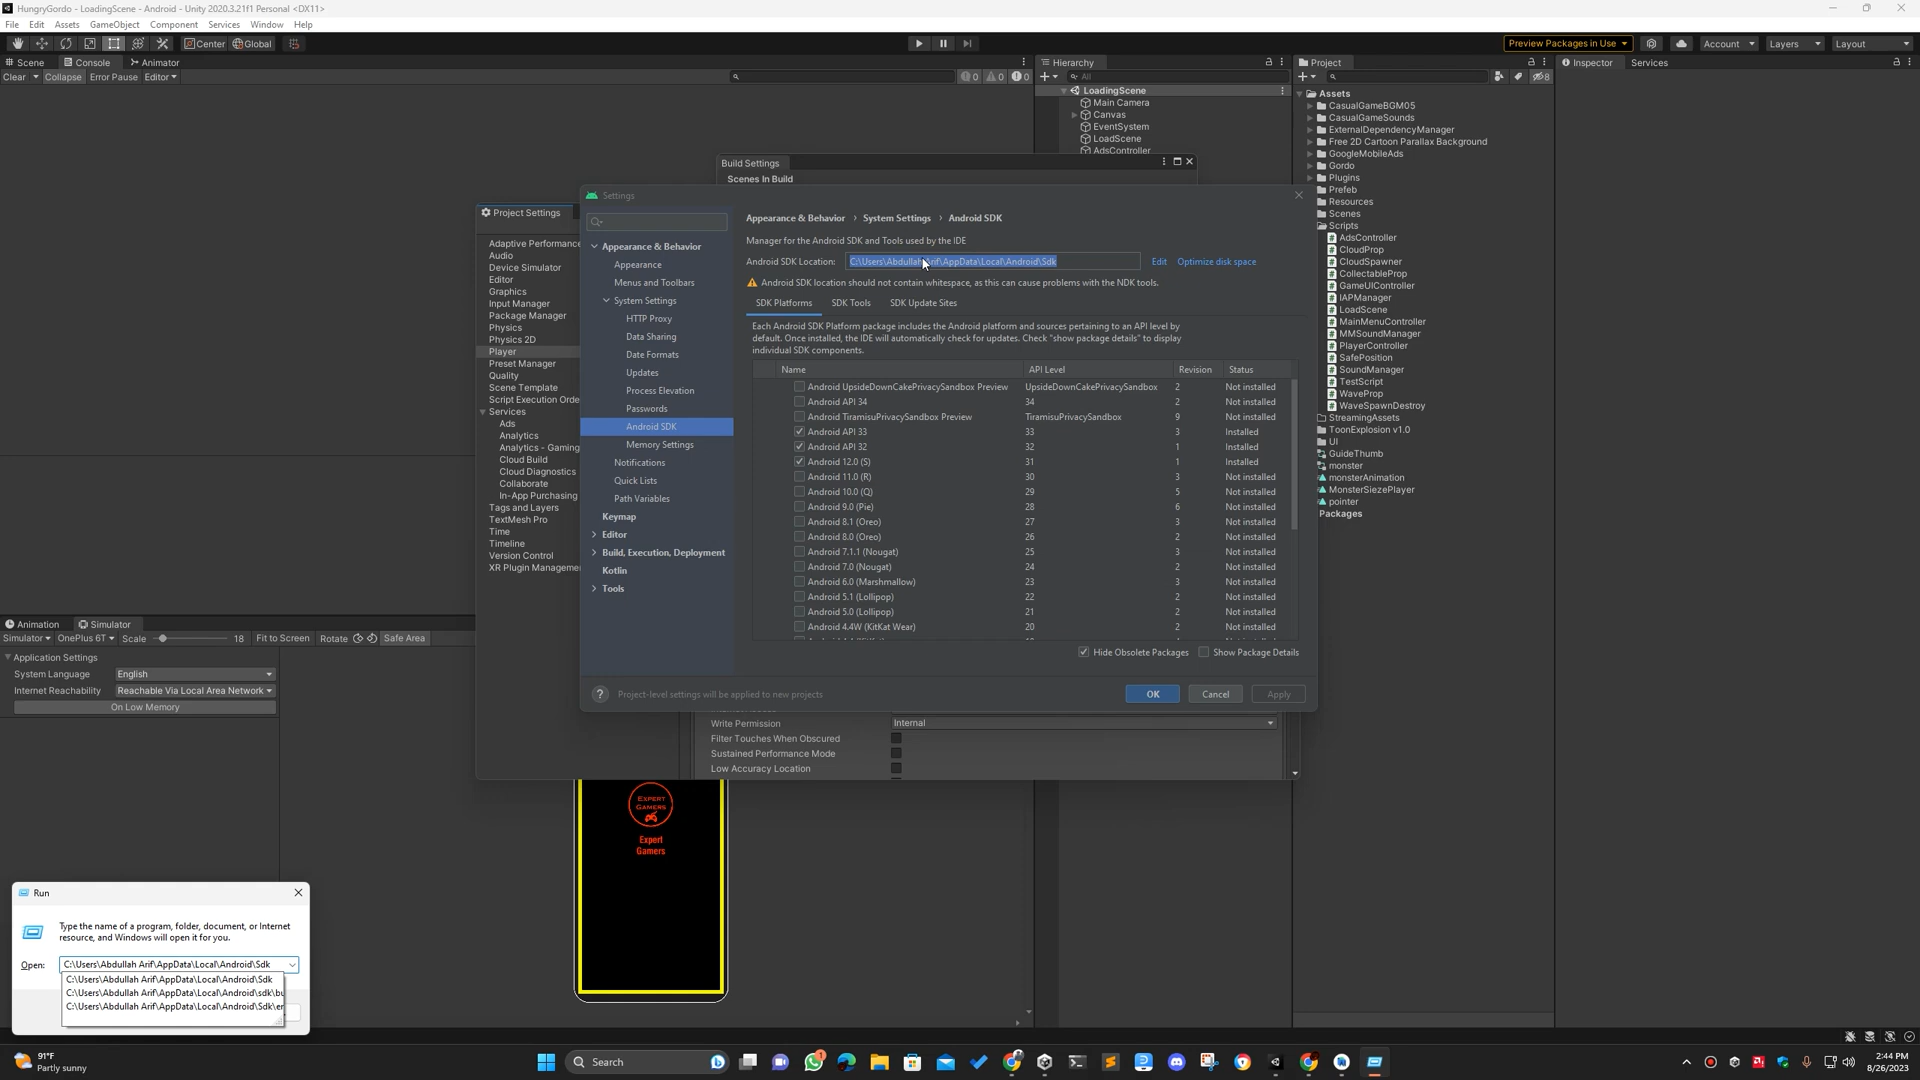 HungryGordo - LoadingScene - Android - Unity 2020.3.21f1 Personal <DX11>
File Edit Assets GameObject Component Services Window Help
Center Global Preview Packages in Use Account Layers Layout
Scene Console Animator
Clear Collapse Error Pause Editor 0 0 0
Hierarchy
All
LoadingScene
Main Camera
Canvas
EventSystem
LoadScene
AdsController
Project
8
Assets
CasualGameBGM05
CasualGameSounds
ExternalDependencyManager
Free 2D Cartoon Parallax Background
GoogleMobileAds
Gordo
Plugins
Prefeb
Resources
Scenes
Scripts
AdsController
CloudProp
CloudSpawner
CollectableProp
GameUIController
IAPManager
LoadScene
MainMenuController
MMSoundManager
PlayerController
SafePosition
SoundManager
TestScript
WaveProp
WaveSpawnDestroy
StreamingAssets
ToonExplosion v1.0
UI
GuideThumb
monster
monsterAnimation
MonsterSiezePlayer
pointer
Packages
Inspector Services
Build Settings
Scenes In Build
Project Settings
Adaptive Performance
Audio
Device Simulator
Editor
Graphics
Input Manager
Package Manager
Physics
Physics 2D
Player
Preset Manager
Quality
Scene Template
Script Execution Orde
Services
Ads
Analytics
Analytics - Gaming
Cloud Build
Cloud Diagnostics
Collaborate
In-App Purchasing
Tags and Layers
TextMesh Pro
Time
Timeline
Version Control
XR Plugin Manageme
Settings
Appearance & Behavior
Appearance
Menus and Toolbars
System Settings
HTTP Proxy
Data Sharing
Date Formats
Updates
Process Elevation
Passwords
Android SDK
Memory Settings
Notifications
Quick Lists
Path Variables
Keymap
Editor
Build, Execution, Deployment
Kotlin
Tools
Appearance & Behavior › System Settings › Android SDK
Manager for the Android SDK and Tools used by the IDE
Android SDK Location: C:\Users\Abdullah Arif\AppData\Local\Android\Sdk Edit Optimize disk space
Android SDK location should not contain whitespace, as this can cause problems with the NDK tools.
SDK Platforms SDK Tools SDK Update Sites
Each Android SDK Platform package includes the Android platform and sources pertaining to an API level by
default. Once installed, the IDE will automatically check for updates. Check "show package details" to display
individual SDK components.
Name API Level Revision Status
Android UpsideDownCakePrivacySandbox Preview UpsideDownCakePrivacySandbox 2 Not installed
Android API 34 34 2 Not installed
Android TiramisuPrivacySandbox Preview TiramisuPrivacySandbox 9 Not installed
Android API 33 33 3 Installed
Android API 32 32 1 Installed
Android 12.0 (S) 31 1 Installed
Android 11.0 (R) 30 3 Not installed
Android 10.0 (Q) 29 5 Not installed
Android 9.0 (Pie) 28 6 Not installed
Android 8.1 (Oreo) 27 3 Not installed
Android 8.0 (Oreo) 26 2 Not installed
Android 7.1.1 (Nougat) 25 3 Not installed
Android 7.0 (Nougat) 24 2 Not installed
Android 6.0 (Marshmallow) 23 3 Not installed
Android 5.1 (Lollipop) 22 2 Not installed
Android 5.0 (Lollipop) 21 2 Not installed
Android 4.4W (KitKat Wear) 20 2 Not installed
Hide Obsolete Packages Show Package Details
? Project-level settings will be applied to new projects OK Cancel Apply
Write Permission Internal
Filter Touches When Obscured
Sustained Performance Mode
Low Accuracy Location
Animation Simulator
Simulator OnePlus 6T Scale 18 Fit to Screen Rotate Safe Area
Application Settings
System Language English
Internet Reachability Reachable Via Local Area Network
On Low Memory
EXPERT
GAMERS
Expert
Gamers
Run
Type the name of a program, folder, document, or Internet
resource, and Windows will open it for you.
Open: C:\Users\Abdullah Arif\AppData\Local\Android\Sdk
C:\Users\Abdullah Arif\AppData\Local\Android\Sdk
C:\Users\Abdullah Arif\AppData\Local\Android\sdk\bu
C:\Users\Abdullah Arif\AppData\Local\Android\Sdk\er
91°F
Partly sunny
Search
1
2:44 PM
8/26/2023